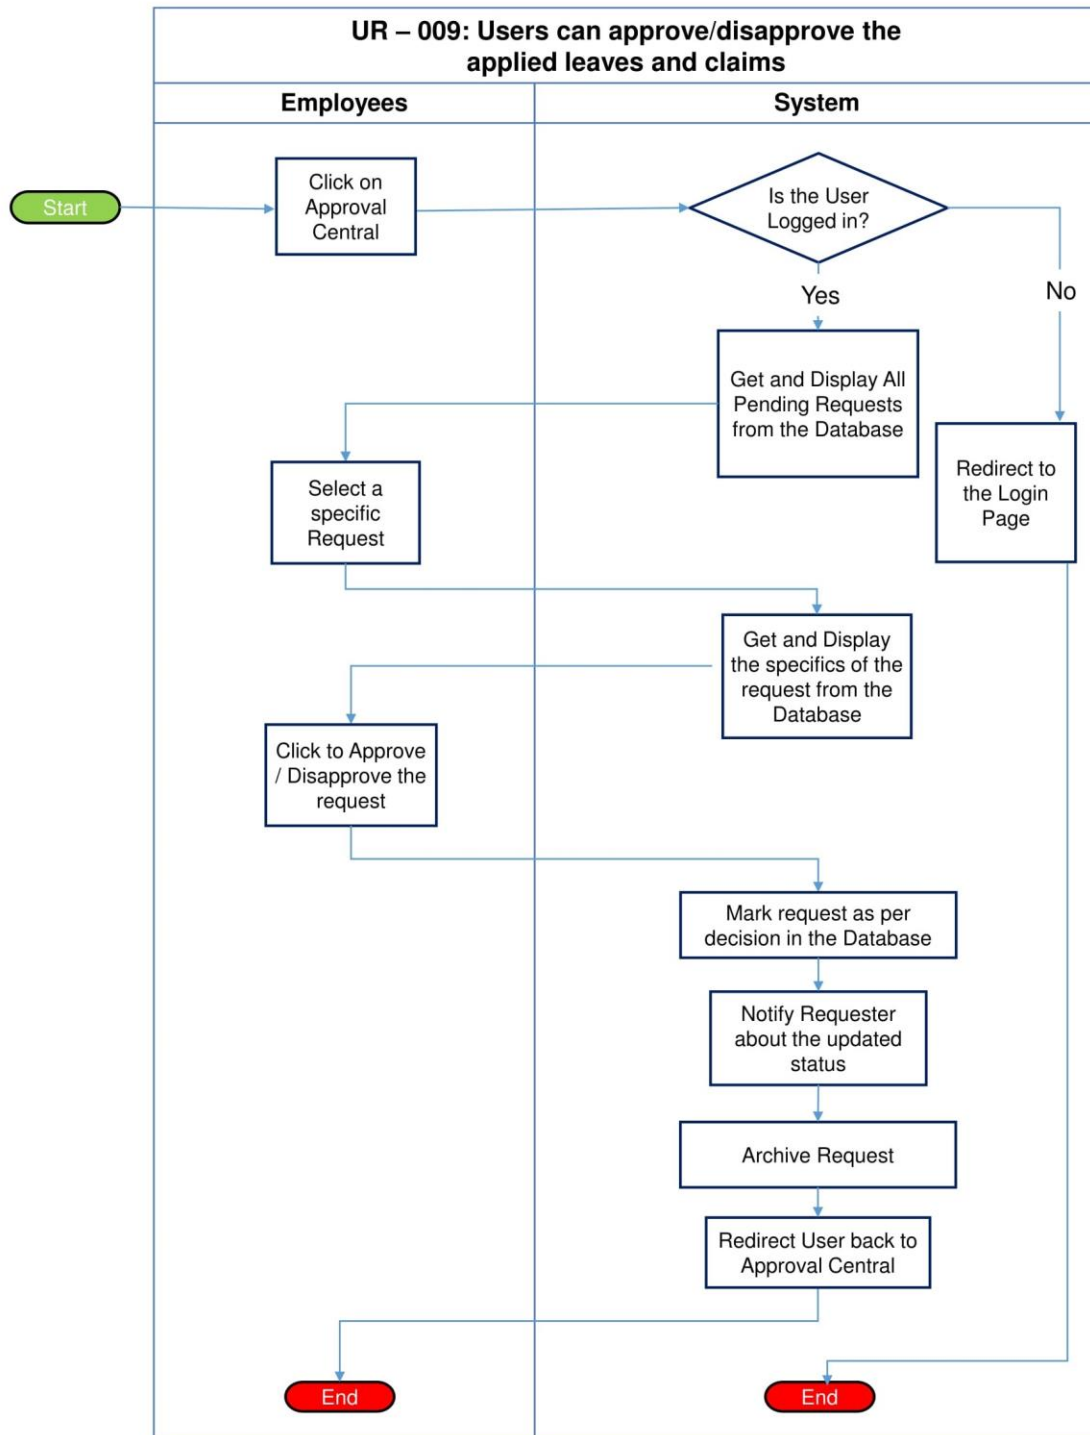 UR – 009: Users can approve/disapprove the
applied leaves and claims
Employees
System
Start
Click on
Approval
Central
Is the User
Logged in?
Yes
No
Get and Display All
Pending Requests
from the Database
Redirect to
the Login
Page
Select a
specific
Request
Get and Display
the specifics of the
request from the
Database
Click to Approve
/ Disapprove the
request
Mark request as per
decision in the Database
Notify Requester
about the updated
status
Archive Request
Redirect User back to
Approval Central
End
End